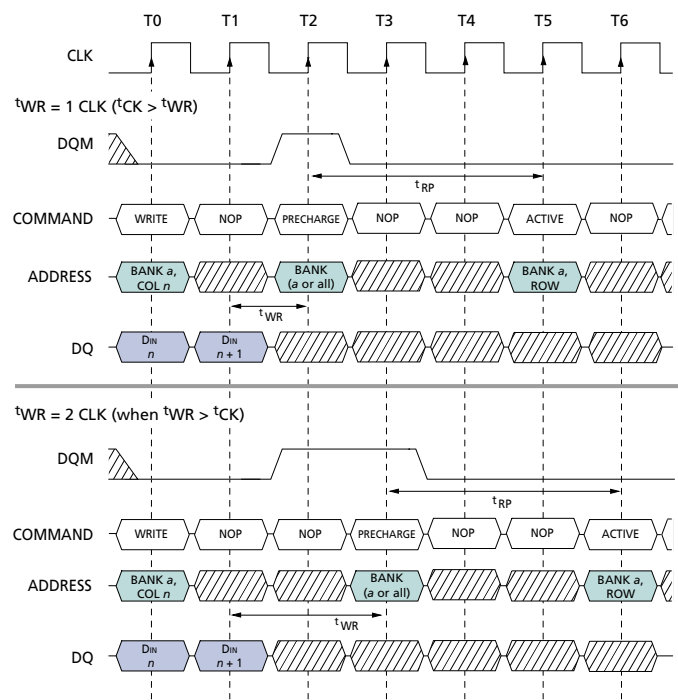 T0 T1 T2 T3 T4 T5 T6
CLK
tWR = 1 CLK (tCK > tWR)
DQM
tRP
COMMAND WRITE NOP PRECHARGE NOP NOP ACTIVE NOP
ADDRESS BANK a, COL n BANK (a or all) BANK a, ROW
tWR
DQ DIN n DIN n + 1
tWR = 2 CLK (when tWR > tCK)
DQM
tRP
COMMAND WRITE NOP NOP PRECHARGE NOP NOP ACTIVE
ADDRESS BANK a, COL n BANK (a or all) BANK a, ROW
tWR
DQ DIN n DIN n + 1